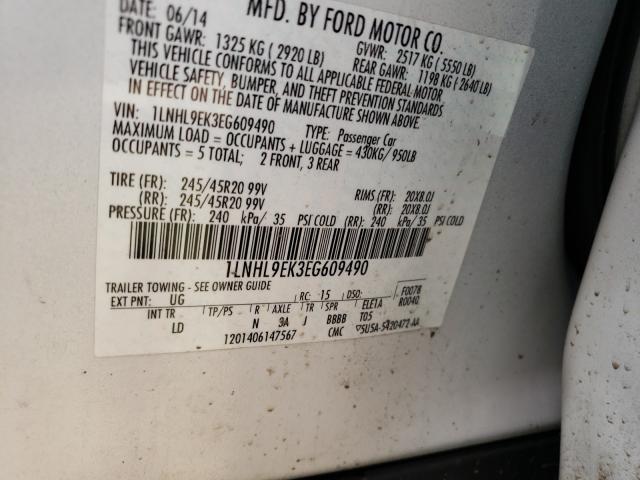 DATE: 06/14 MFD. BY FORD MOTOR CO.
FRONT GAWR: 1325 KG ( 2920 LB) GVWR: 2517 KG ( 5550 LB)
REAR GAWR: 1198 KG ( 2640 LB)
THIS VEHICLE CONFORMS TO ALL APPLICABLE FEDERAL MOTOR
VEHICLE SAFETY, BUMPER, AND THEFT PREVENTION STANDARDS
IN EFFECT ON THE DATE OF MANUFACTURE SHOWN ABOVE.
VIN: 1LNHL9EK3EG609490 TYPE: Passenger Car
MAXIMUM LOAD = OCCUPANTS + LUGGAGE = 430KG/ 950LB
OCCUPANTS = 5 TOTAL; 2 FRONT, 3 REAR
TIRE (FR): 245/45R20 99V RIMS (FR): 20X8.0J
(RR): 245/45R20 99V (RR): 20X8.0J
PRESSURE (FR): 240 kPa/ 35 PSI COLD (RR): 240 kPa/ 35 PSI COLD
1LNHL9EK3EG609490
TRAILER TOWING - SEE OWNER GUIDE
EXT PNT: UG RC: 15 DSO: F0078
R0040
INT TR TP/PS R AXLE TR SPR ELE1A
LD N 3A J BBBB T05
1201406147567 CMC